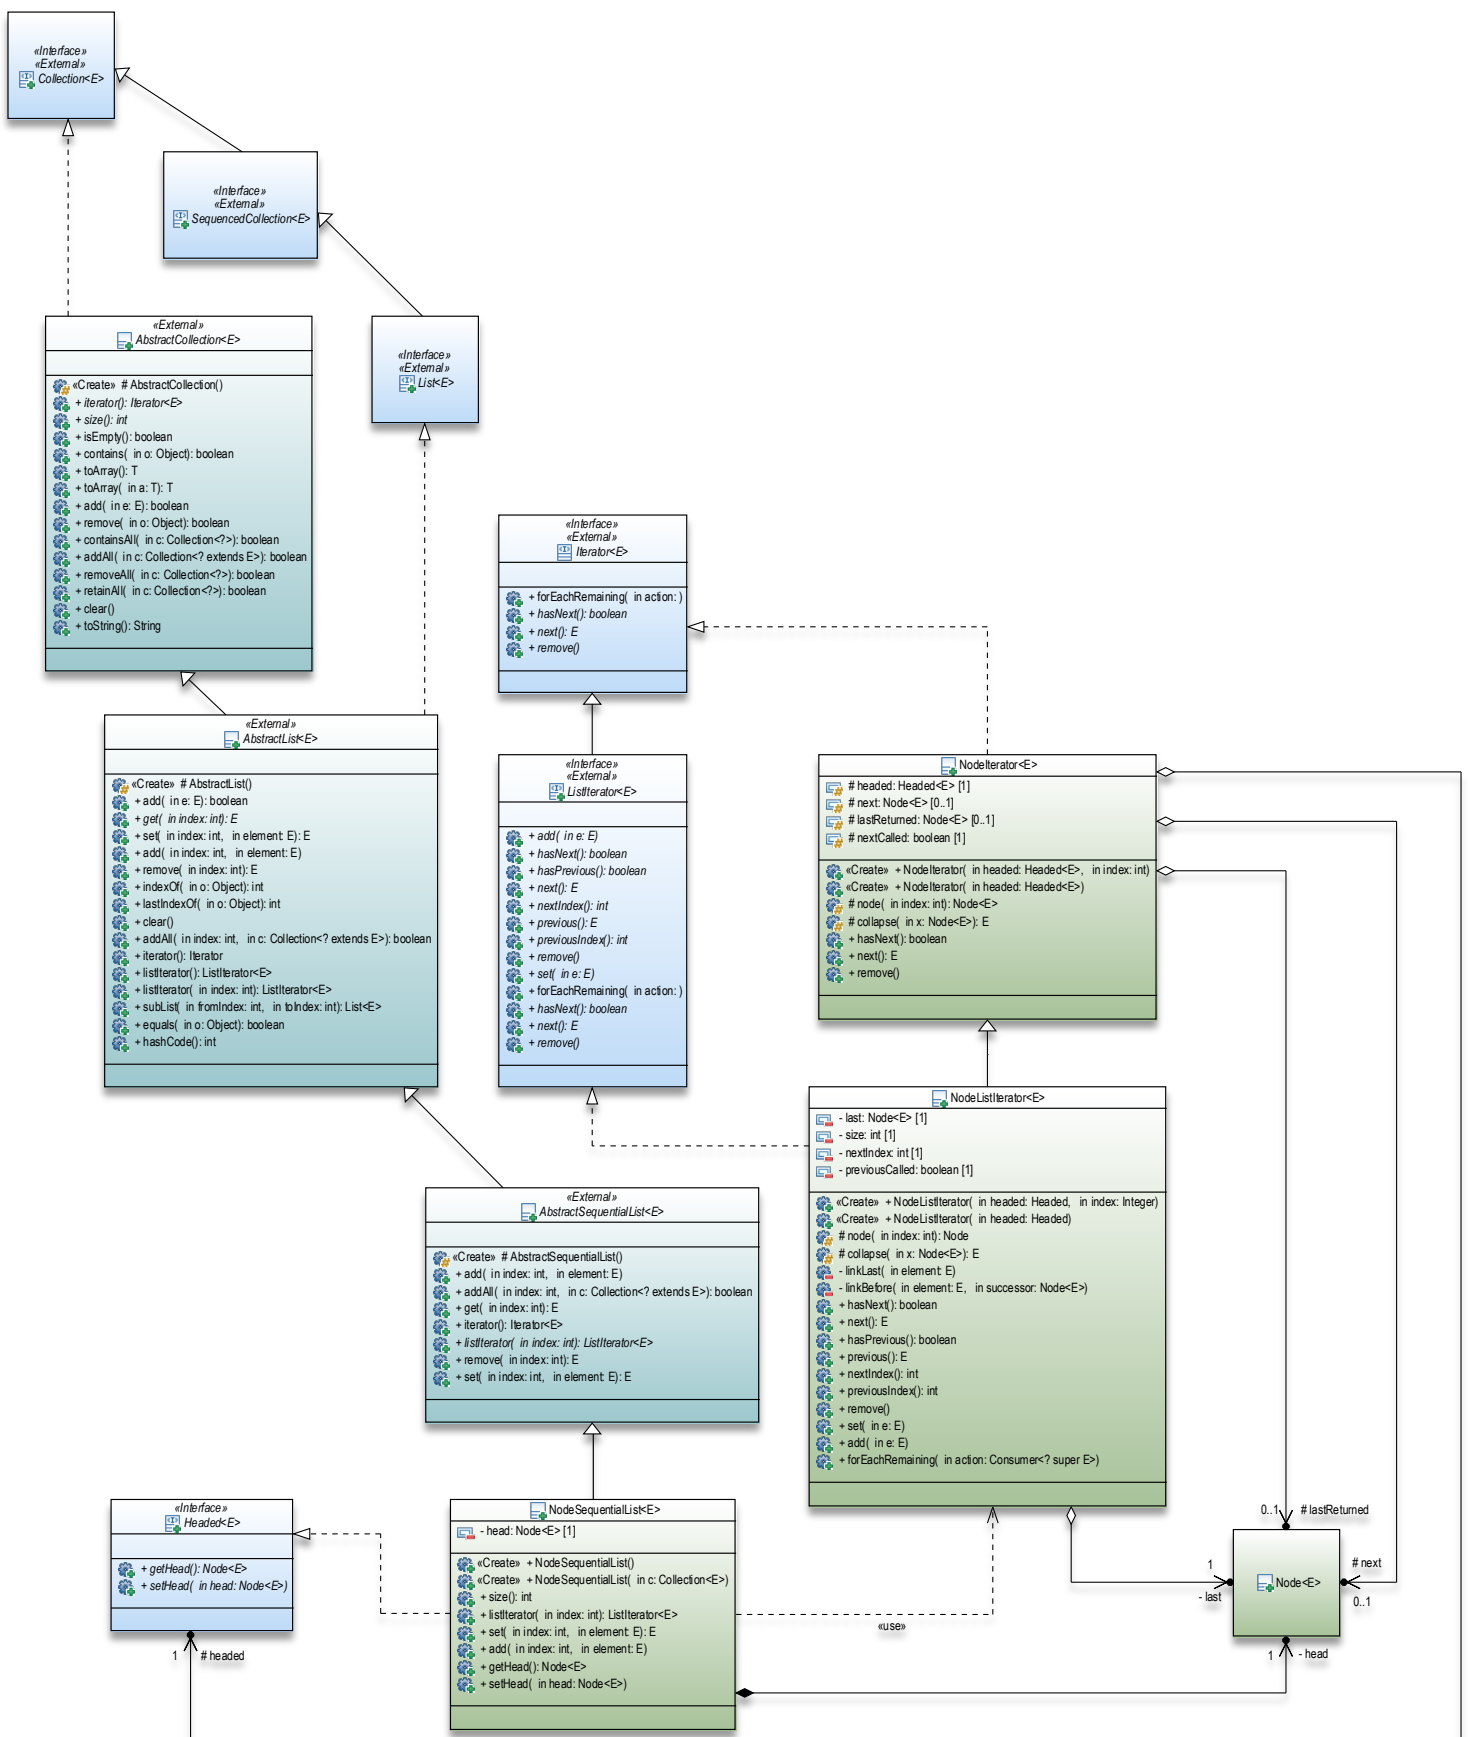 «Interface»
«External»
Collection<E>
«Interface»
«External»
SequencedCollection<E>
«External»
AbstractCollection<E>
«Create» # AbstractCollection()
+ iterator(): Iterator<E>
+ size(): int
+ isEmpty(): boolean
+ contains( in o: Object): boolean
+ toArray(): T
+ toArray( in a: T): T
+ add( in e: E): boolean
+ remove( in o: Object): boolean
+ containsAll( in c: Collection<?>): boolean
+ addAll( in c: Collection<? extends E>): boolean
+ removeAll( in c: Collection<?>): boolean
+ retainAll( in c: Collection<?>): boolean
+ clear()
+ toString(): String
«Interface»
«External»
List<E>
«Interface»
«External»
Iterator<E>
+ forEachRemaining( in action: )
+ hasNext(): boolean
+ next(): E
+ remove()
«External»
AbstractList<E>
«Create» # AbstractList()
+ add( in e: E): boolean
+ get( in index: int): E
+ set( in index: int, in element: E): E
+ add( in index: int, in element: E)
+ remove( in index: int): E
+ indexOf( in o: Object): int
+ lastIndexOf( in o: Object): int
+ clear()
+ addAll( in index: int, in c: Collection<? extends E>): boolean
+ iterator(): Iterator
+ listIterator(): ListIterator<E>
+ listIterator( in index: int): ListIterator<E>
+ subList( in fromIndex: int, in toIndex: int): List<E>
+ equals( in o: Object): boolean
+ hashCode(): int
«Interface»
«External»
ListIterator<E>
+ add( in e: E)
+ hasNext(): boolean
+ hasPrevious(): boolean
+ next(): E
+ nextIndex(): int
+ previous(): E
+ previousIndex(): int
+ remove()
+ set( in e: E)
+ forEachRemaining( in action: )
+ hasNext(): boolean
+ next(): E
+ remove()
NodeIterator<E>
# headed: Headed<E> [1]
# next: Node<E> [0..1]
# lastReturned: Node<E> [0..1]
# nextCalled: boolean [1]
«Create» + NodeIterator( in headed: Headed<E>, in index: int)
«Create» + NodeIterator( in headed: Headed<E>)
# node( in index: int): Node<E>
# collapse( in x: Node<E>): E
+ hasNext(): boolean
+ next(): E
+ remove()
NodeListIterator<E>
- last: Node<E> [1]
- size: int [1]
- nextIndex: int [1]
- previousCalled: boolean [1]
«Create» + NodeListIterator( in headed: Headed, in index: Integer)
«Create» + NodeListIterator( in headed: Headed)
# node( in index: int): Node
# collapse( in x: Node<E>): E
- linkLast( in element: E)
- linkBefore( in element: E, in successor: Node<E>)
+ hasNext(): boolean
+ next(): E
+ hasPrevious(): boolean
+ previous(): E
+ nextIndex(): int
+ previousIndex(): int
+ remove()
+ set( in e: E)
+ add( in e: E)
+ forEachRemaining( in action: Consumer<? super E>)
«External»
AbstractSequentialList<E>
«Create» # AbstractSequentialList()
+ add( in index: int, in element: E)
+ addAll( in index: int, in c: Collection<? extends E>): boolean
+ get( in index: int): E
+ iterator(): Iterator<E>
+ listIterator( in index: int): ListIterator<E>
+ remove( in index: int): E
+ set( in index: int, in element: E): E
«Interface»
Headed<E>
+ getHead(): Node<E>
+ setHead( in head: Node<E>)
1 # headed
NodeSequentialList<E>
- head: Node<E> [1]
«Create» + NodeSequentialList()
«Create» + NodeSequentialList( in c: Collection<E>)
+ size(): int
+ listIterator( in index: int): ListIterator<E>
+ set( in index: int, in element: E): E
+ add( in index: int, in element: E)
+ getHead(): Node<E>
+ setHead( in head: Node<E>)
«use»
0..1 # lastReturned
1
- last
Node<E>
# next
0..1
1 - head